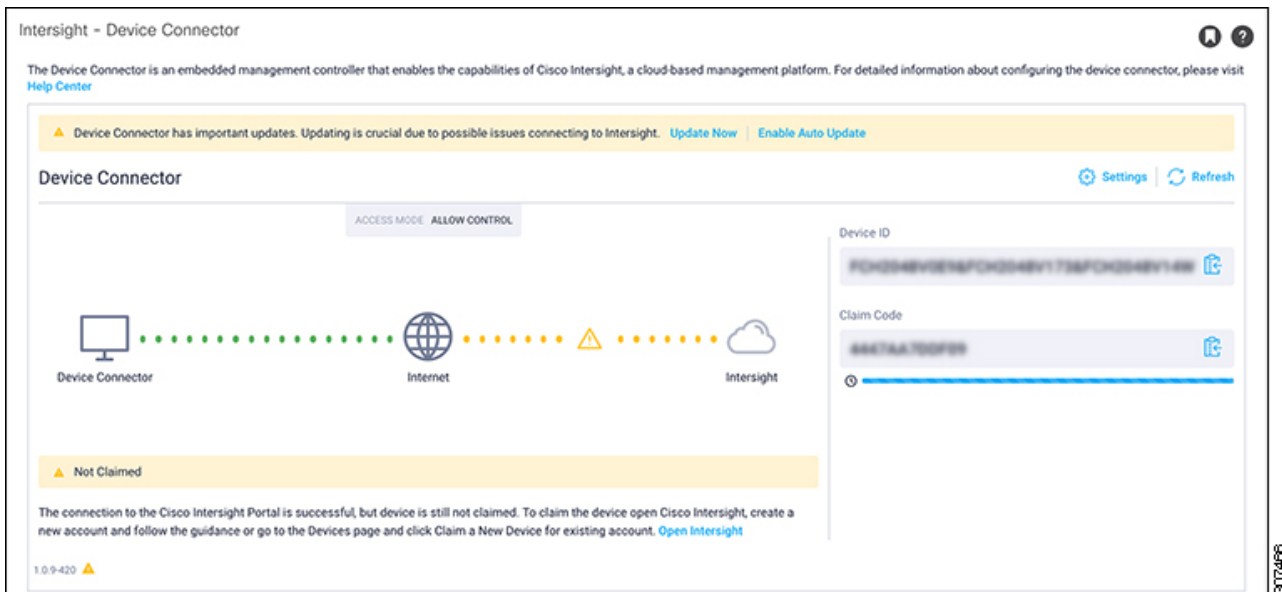 Intersight - Device Connector
The Device Connector is an embedded management controller that enables the capabilities of Cisco Intersight, a cloud-based management platform. For detailed information about configuring the device connector, please visit
Help Center
Device Connector has important updates. Updating is crucial due to possible issues connecting to Intersight. Update Now | Enable Auto Update
Device Connector
Settings | Refresh
ACCESS MODE ALLOW CONTROL
Device Connector
Internet
Intersight
Not Claimed
The connection to the Cisco Intersight Portal is successful, but device is still not claimed. To claim the device open Cisco Intersight, create a
new account and follow the guidance or go to the Devices page and click Claim a New Device for existing account. Open Intersight
1.0.9-420
Device ID
Claim Code
307466